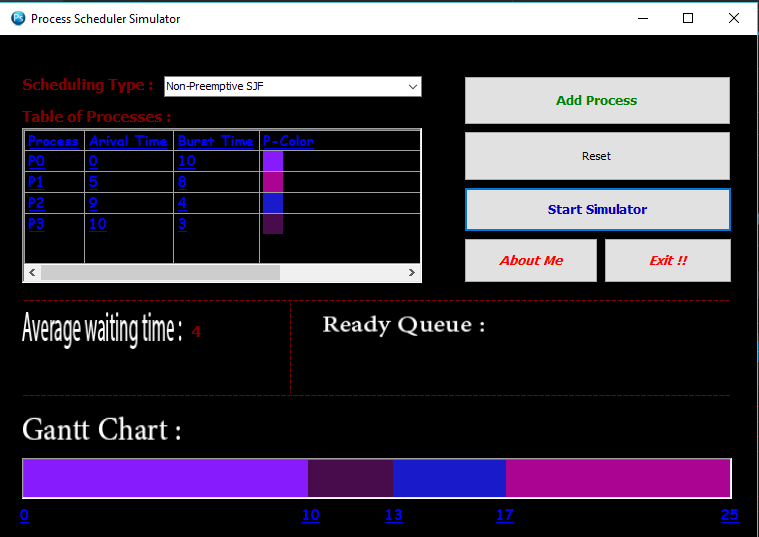 Ps Process Scheduler Simulator
Scheduling Type : Non-Preemptive SJF
Add Process
Table of Processes :
Process Arival Time Burst Time P-Color
P0 0 10
P1 5 8
P2 9 4
P3 10 3
Reset
Start Simulator
About Me Exit !!
Average waiting time : 4
Ready Queue :
Gantt Chart :
0 10 13 17 25